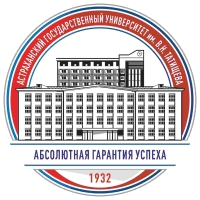 АСТРАХАНСКИЙ ГОСУДАРСТВЕННЫЙ УНИВЕРСИТЕТ им. В.Н. ТАТИЩЕВА
АБСОЛЮТНАЯ ГАРАНТИЯ УСПЕХА
1932